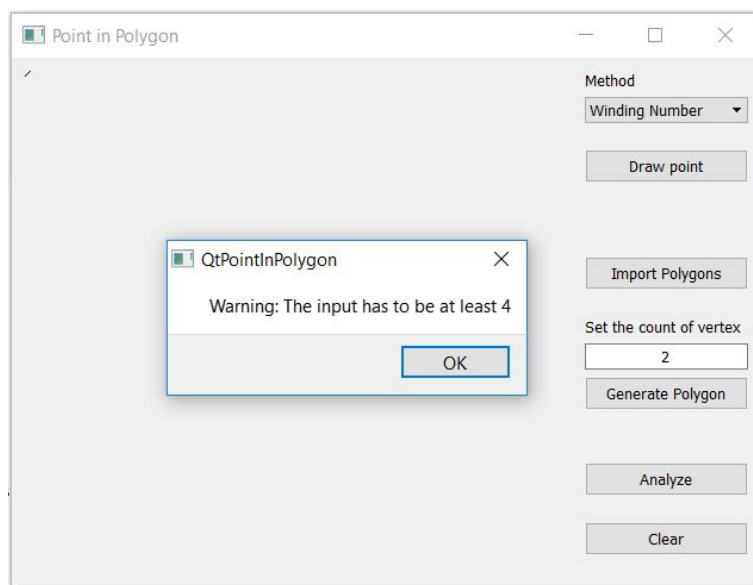 Point in Polygon
Method
Winding Number
Draw point
QtPointInPolygon
Warning: The input has to be at least 4
OK
Import Polygons
Set the count of vertex
2
Generate Polygon
Analyze
Clear